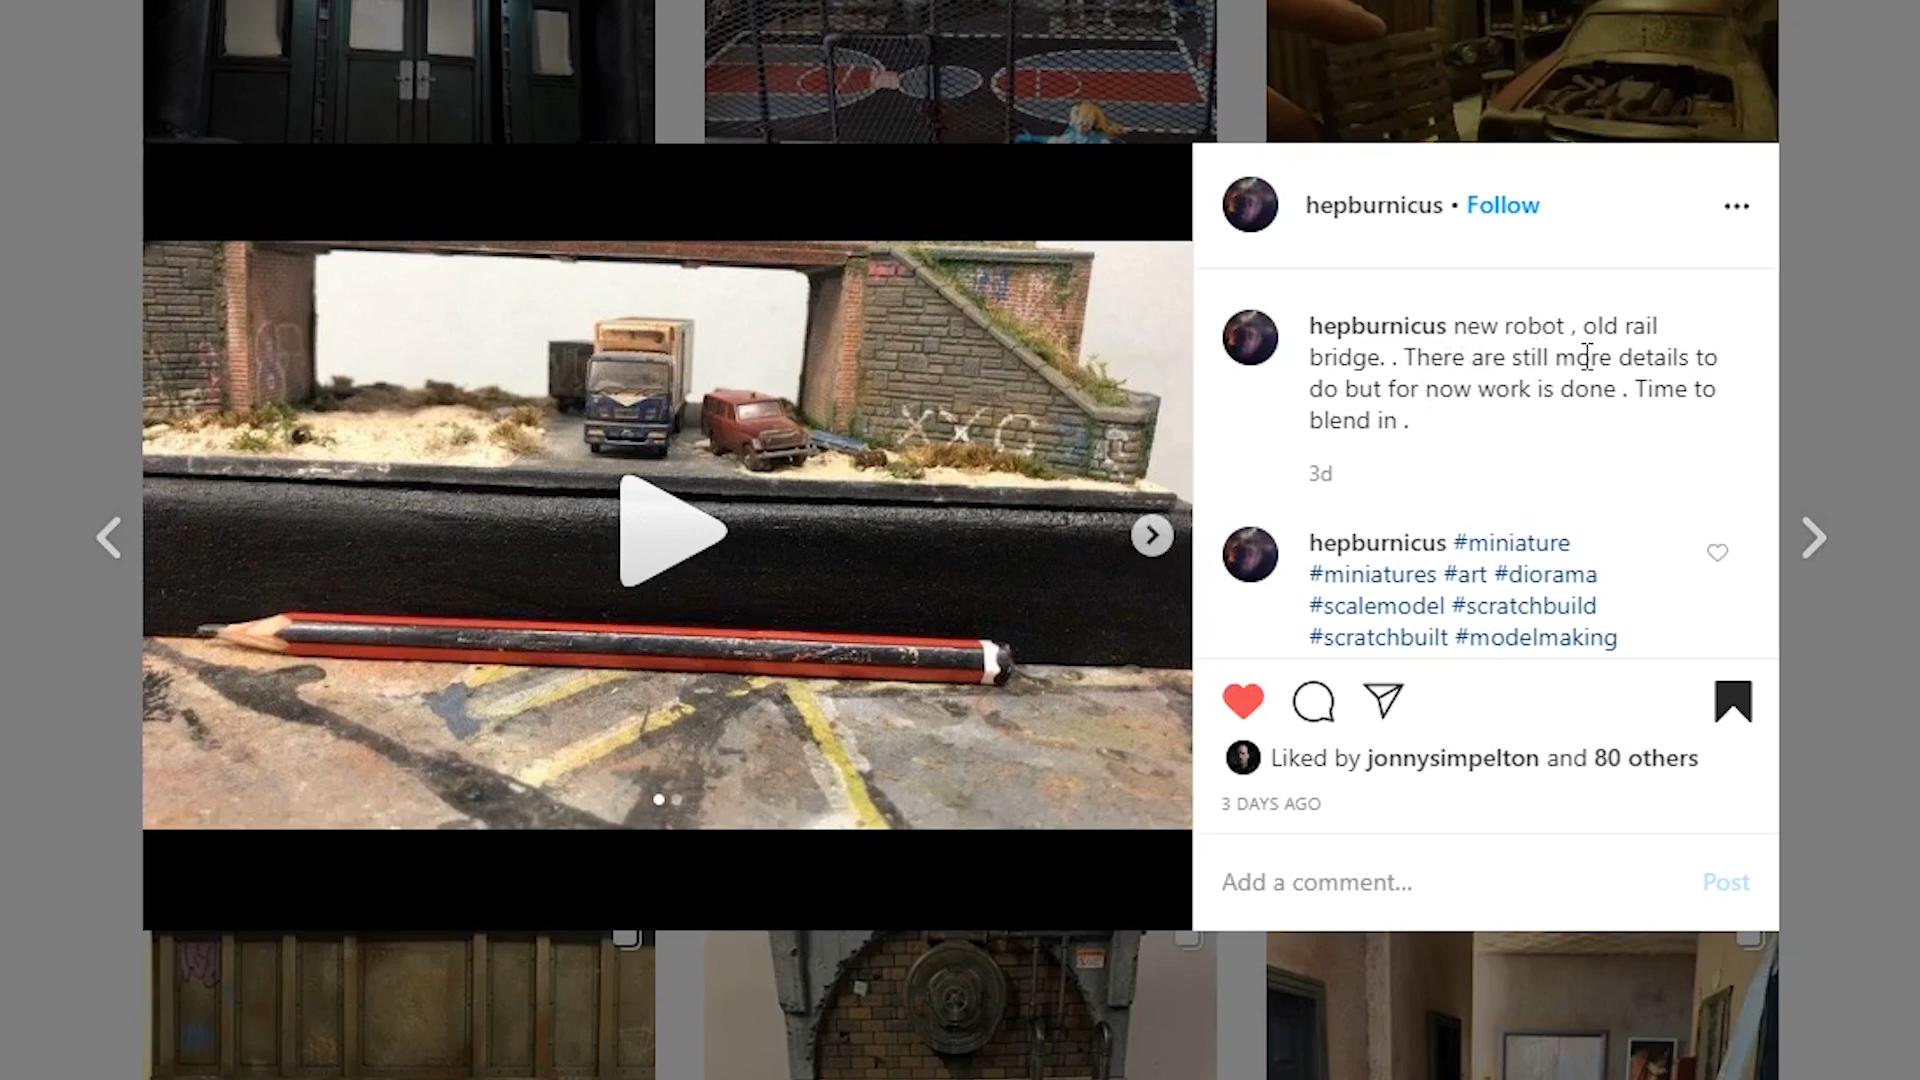 hepburnicus • Follow
hepburnicus new robot , old rail
bridge. . There are still more details to
do but for now work is done . Time to
blend in .
3d
hepburnicus #miniature
#miniatures #art #diorama
#scalemodel #scratchbuild
#scratchbuilt #modelmaking
Liked by jonnysimpelton and 80 others
3 DAYS AGO
Add a comment...
Post
XXG